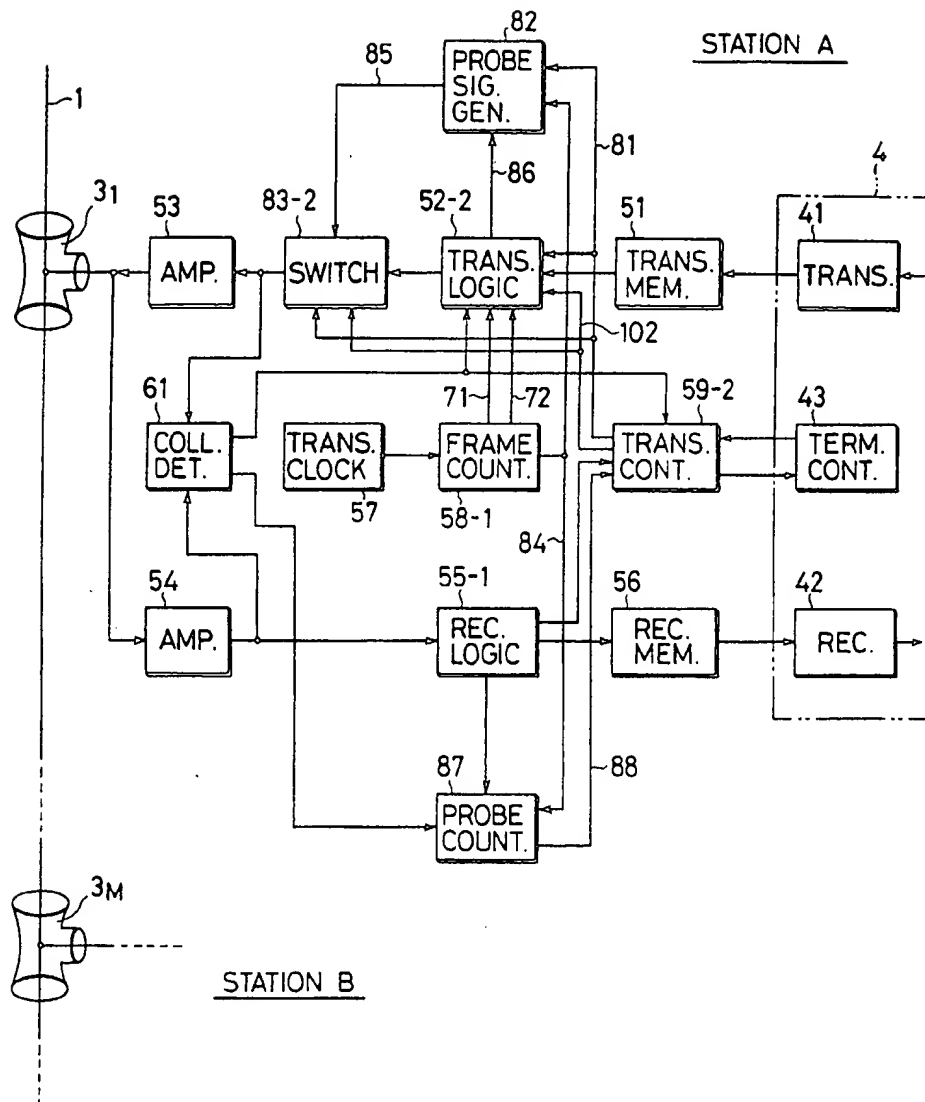 82
STATION A
85
PROBE
SIG.
GEN.
1
81
86
4
3₁
53
83-2
52-2
51
41
AMP.
SWITCH
TRANS.
LOGIC
TRANS.
MEM.
TRANS.
102
61
71
72
59-2
43
COLL.
DET.
TRANS.
CLOCK
FRAME
COUNT.
TRANS.
CONT.
TERM.
CONT.
57
58-1
84
54
55-1
56
42
AMP.
REC.
LOGIC
REC.
MEM.
REC.
87
88
PROBE
COUNT.
3M
STATION B